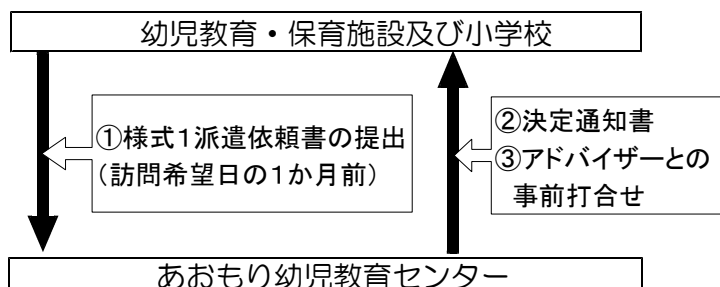 幼児教育・保育施設及び小学校
①様式1派遣依頼書の提出
（訪問希望日の1か月前）
②決定通知書
③アドバイザーとの
事前打合せ
あおもり幼児教育センター